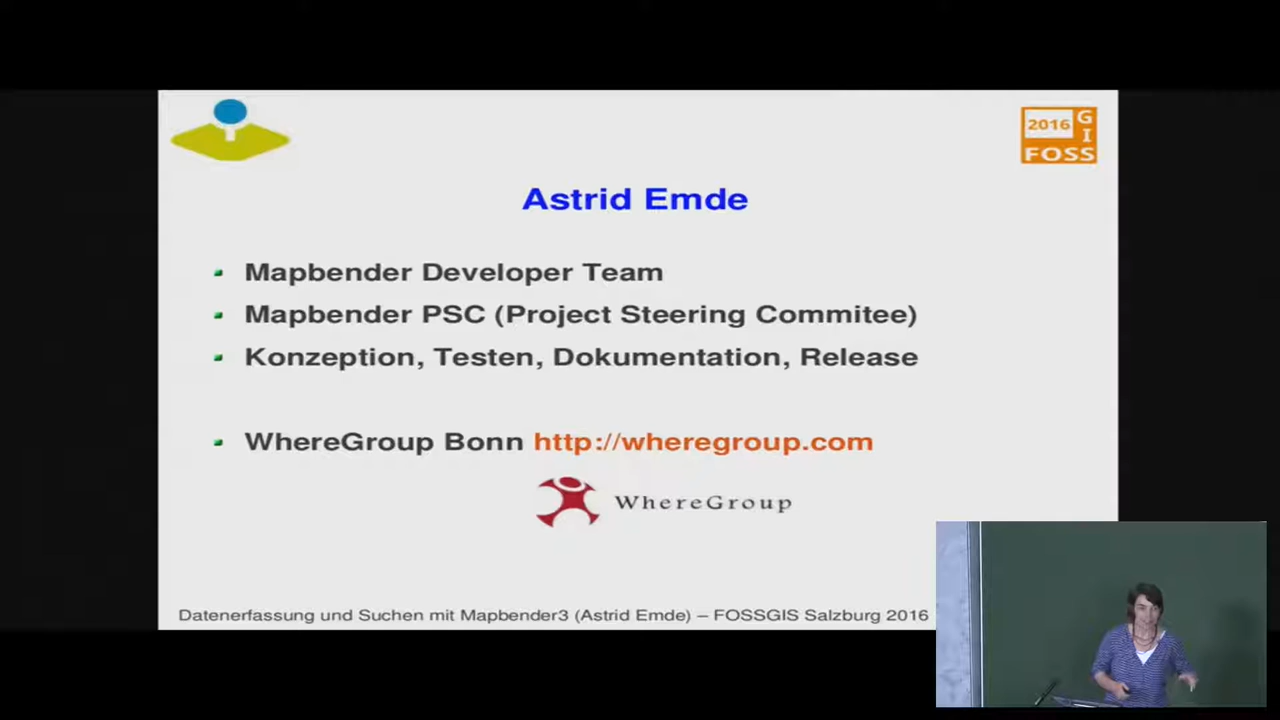 2016 G
I
FOSS
Astrid Emde
Mapbender Developer Team
Mapbender PSC (Project Steering Commitee)
Konzeption, Testen, Dokumentation, Release
WhereGroup Bonn http://wheregroup.com
WhereGroup
Datenerfassung und Suchen mit Mapbender3 (Astrid Emde) – FOSSGIS Salzburg 2016